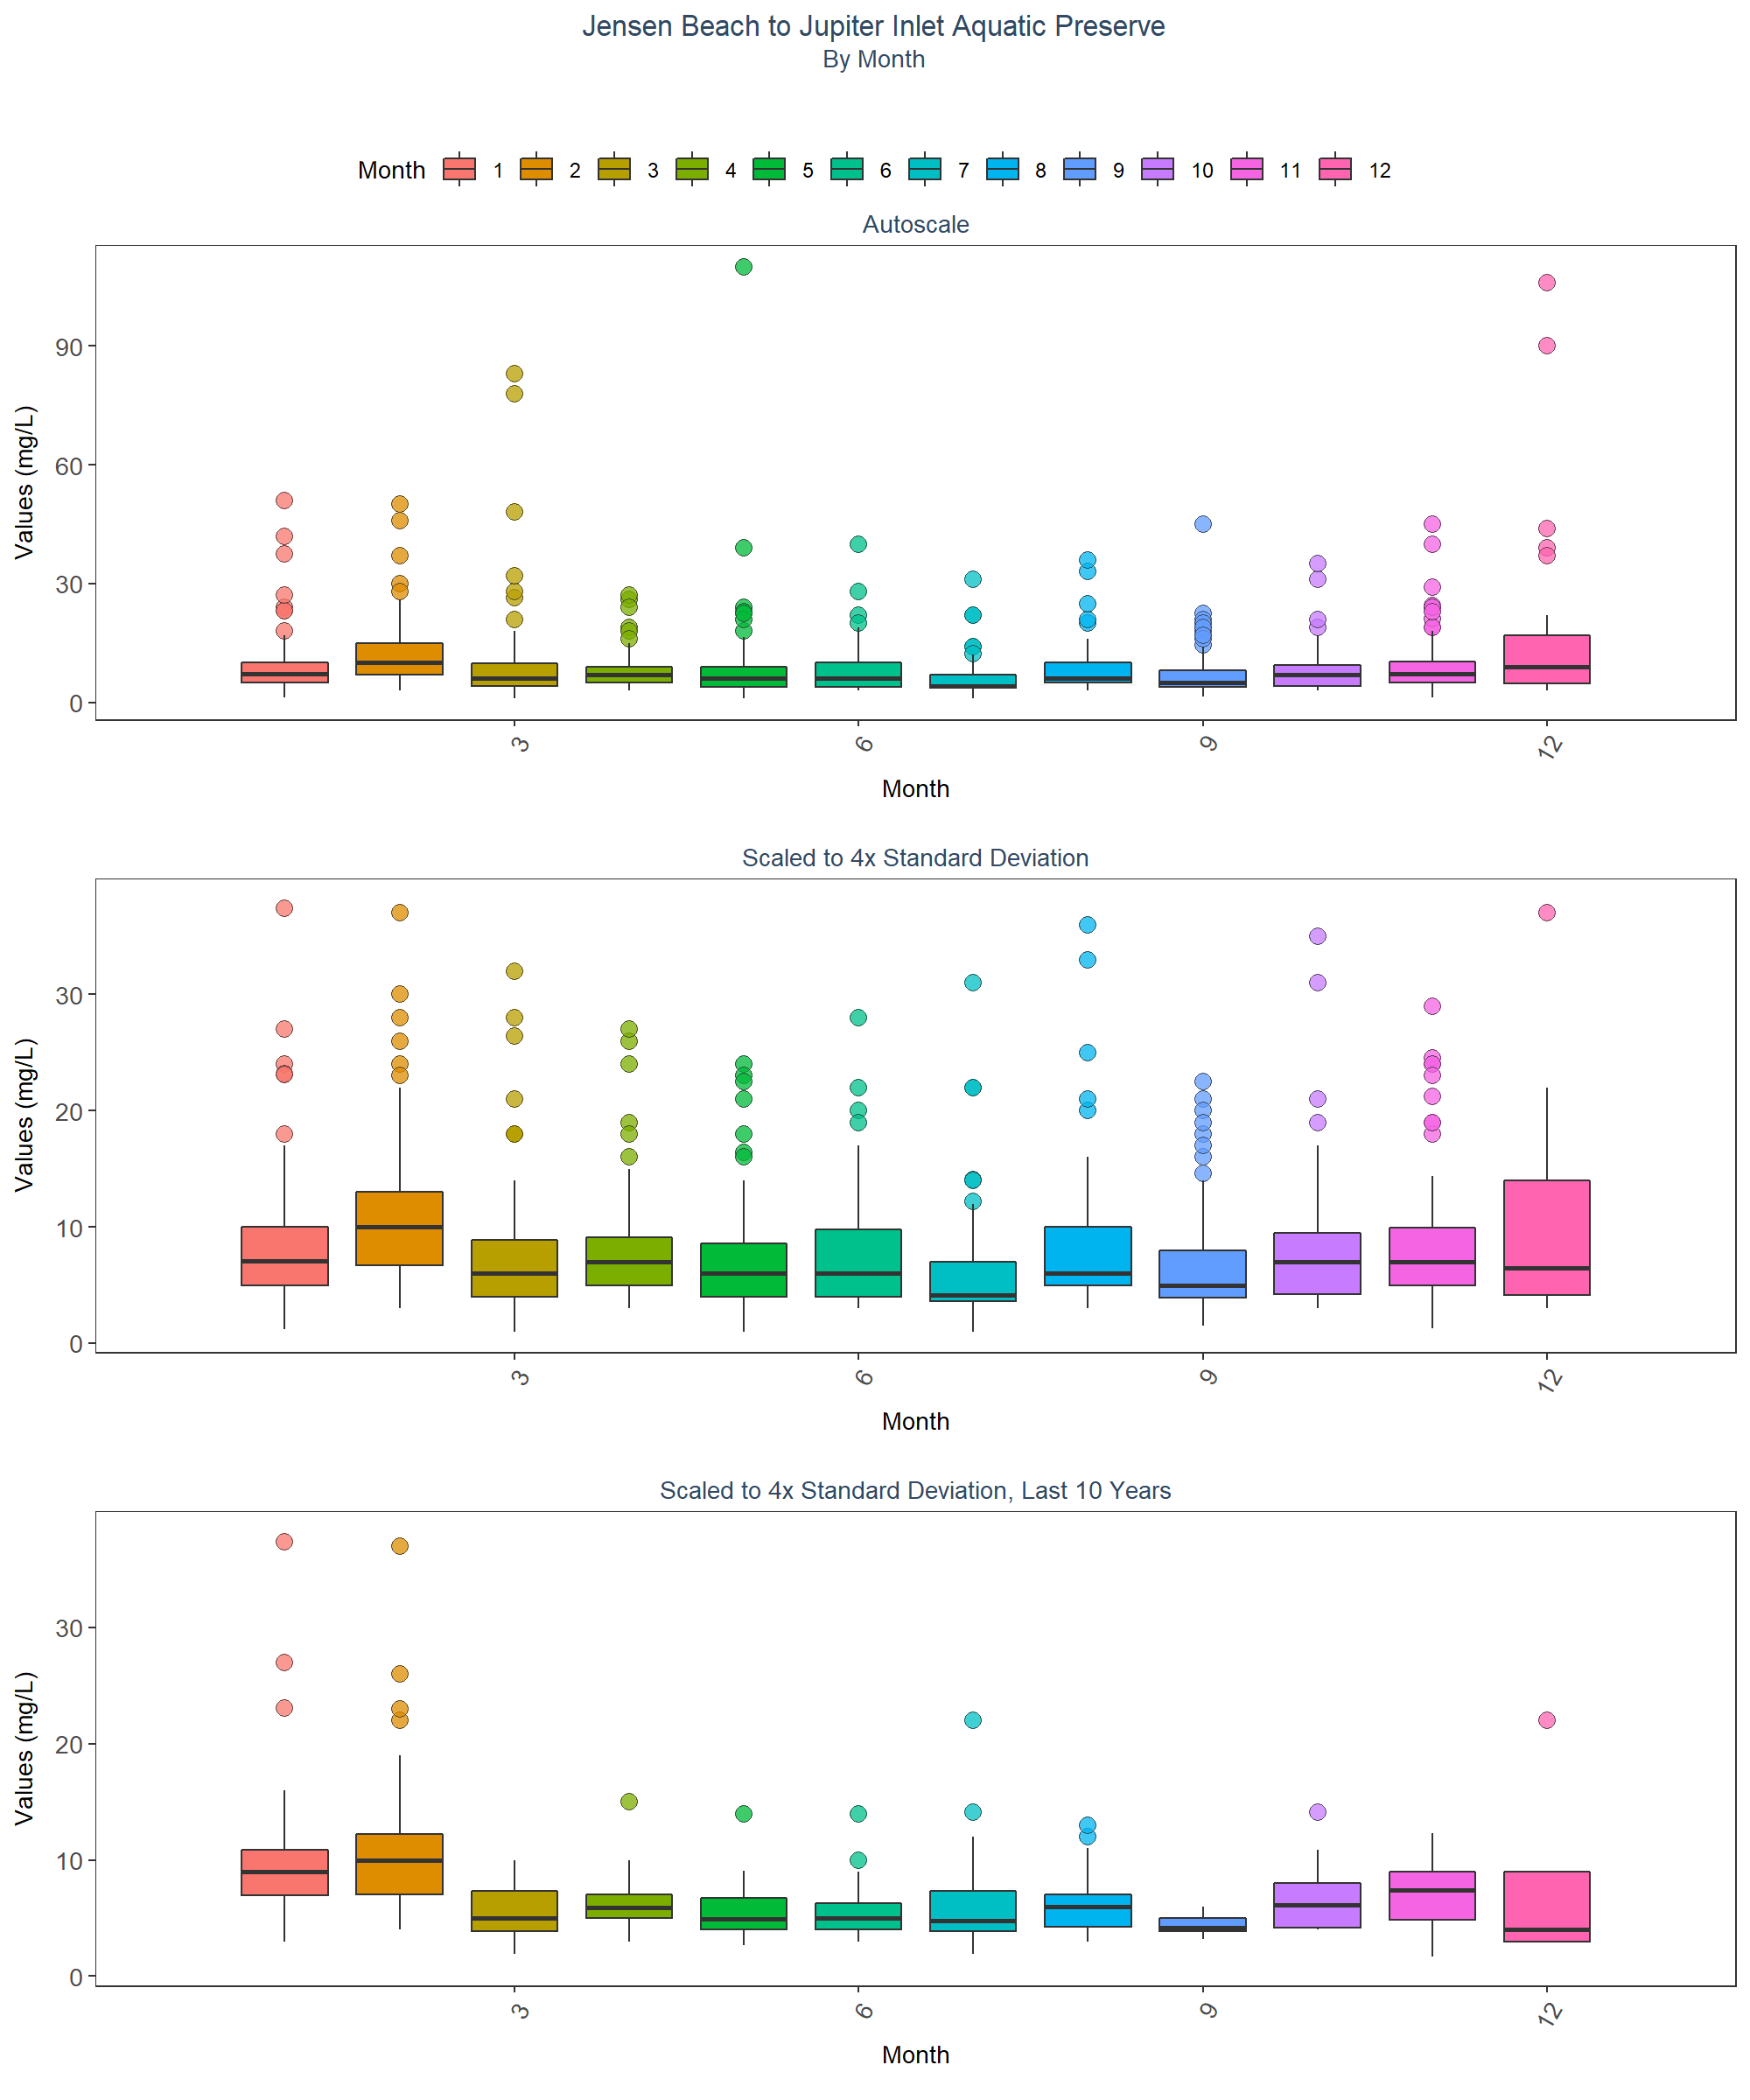 Jensen Beach to Jupiter Inlet Aquatic Preserve
By Month
Month 1 2 3 4 5 6 7 8 9 10 11 12
Autoscale
Values (mg/L)
90
60
30
0
3 6 9 12
Month
Scaled to 4x Standard Deviation
Values (mg/L)
30
20
10
0
3 6 9 12
Month
Scaled to 4x Standard Deviation, Last 10 Years
Values (mg/L)
30
20
10
0
3 6 9 12
Month